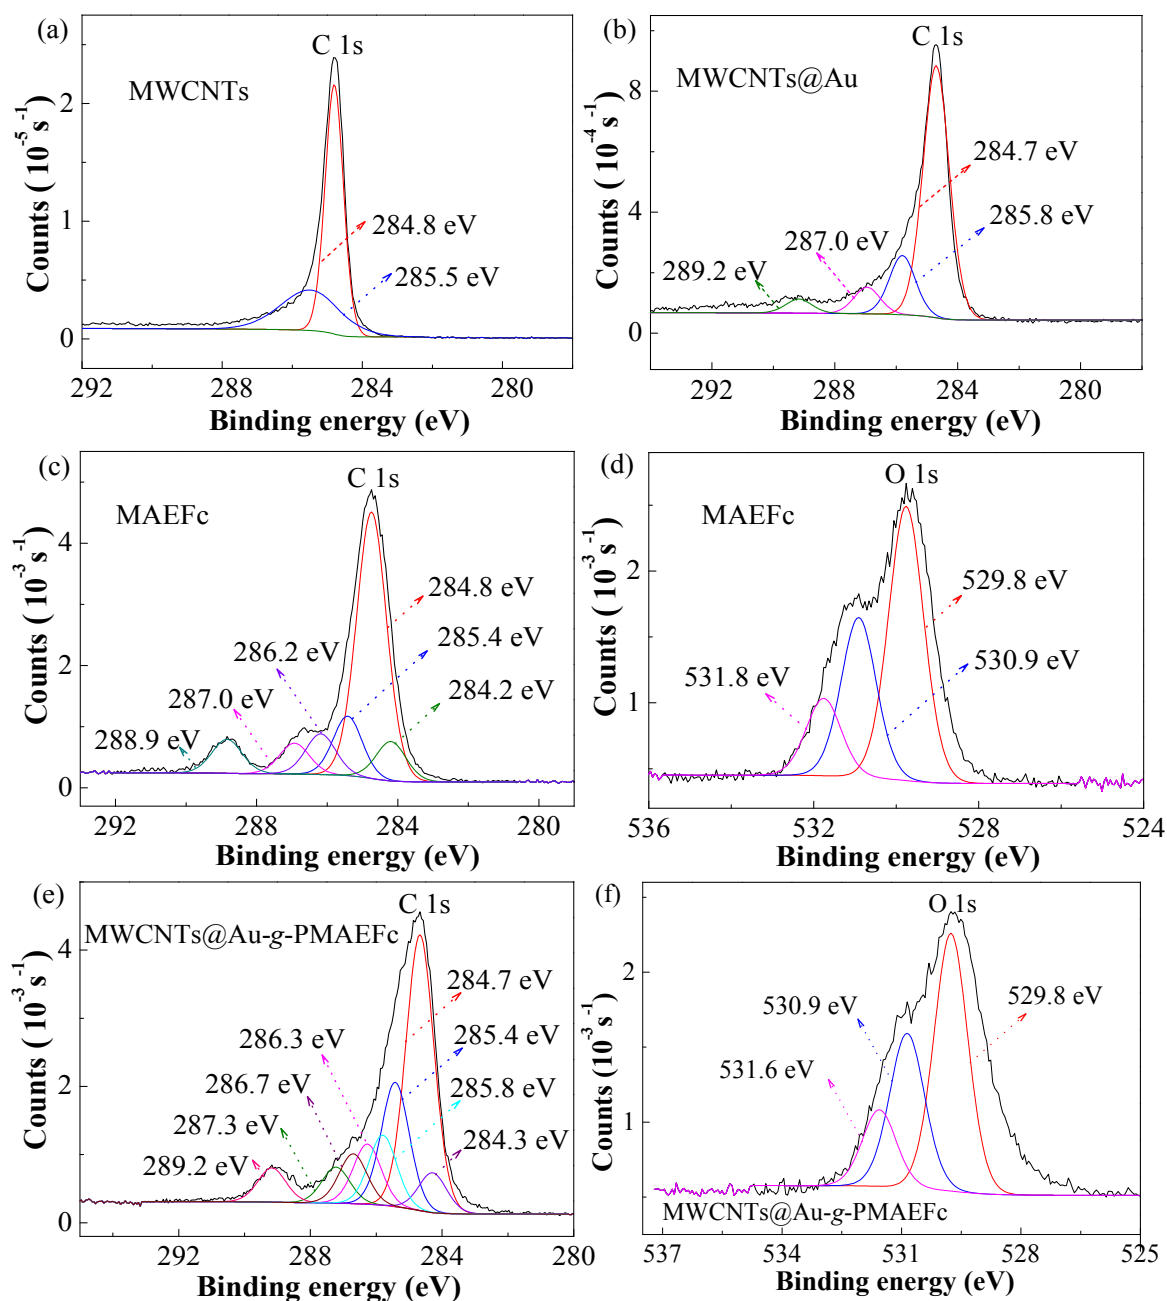 (a)
C 1s
MWCNTs
284.8 eV
285.5 eV
2
1
0
Counts ( 10⁻⁵ s⁻¹)
292 288 284 280
Binding energy (eV)
(b)
C 1s
MWCNTs@Au
284.7 eV
285.8 eV
287.0 eV
289.2 eV
8
4
0
Counts ( 10⁻⁴ s⁻¹)
292 288 284 280
Binding energy (eV)
(c)
C 1s
MAEFc
284.8 eV
285.4 eV
286.2 eV
284.2 eV
287.0 eV
288.9 eV
4
2
0
Counts ( 10⁻³ s⁻¹)
292 288 284 280
Binding energy (eV)
(d)
O 1s
MAEFc
529.8 eV
530.9 eV
531.8 eV
2
1
Counts ( 10⁻³ s⁻¹)
536 532 528 524
Binding energy (eV)
(e)
C 1s
MWCNTs@Au-g-PMAEFc
284.7 eV
285.4 eV
286.3 eV
285.8 eV
286.7 eV
287.3 eV
284.3 eV
289.2 eV
4
2
0
Counts ( 10⁻³ s⁻¹)
292 288 284 280
Binding energy (eV)
(f)
O 1s
530.9 eV
529.8 eV
531.6 eV
2
1
Counts (10⁻³ s⁻¹)
MWCNTs@Au-g-PMAEFc
537 534 531 528 525
Binding energy (eV)